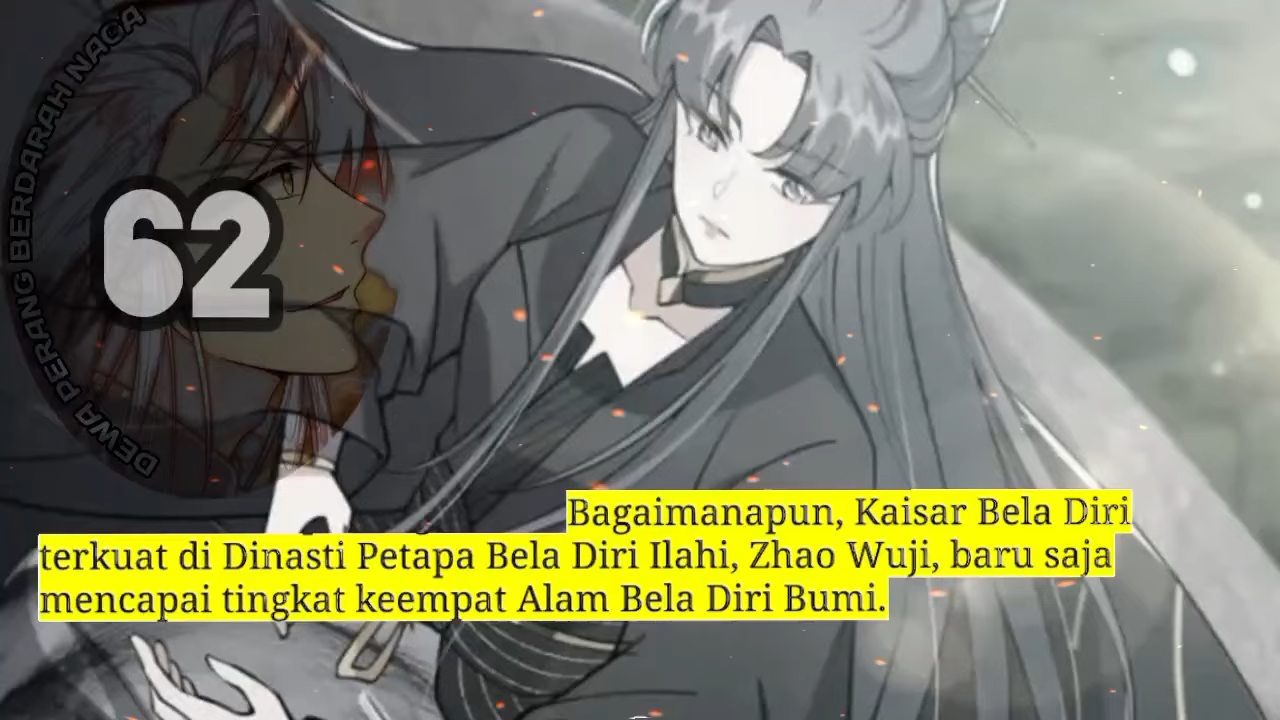 DEWA PERANG BERDARAH NAGA
62
Bagaimanapun, Kaisar Bela Diri
terkuat di Dinasti Petapa Bela Diri Ilahi, Zhao Wuji, baru saja
mencapai tingkat keempat Alam Bela Diri Bumi.